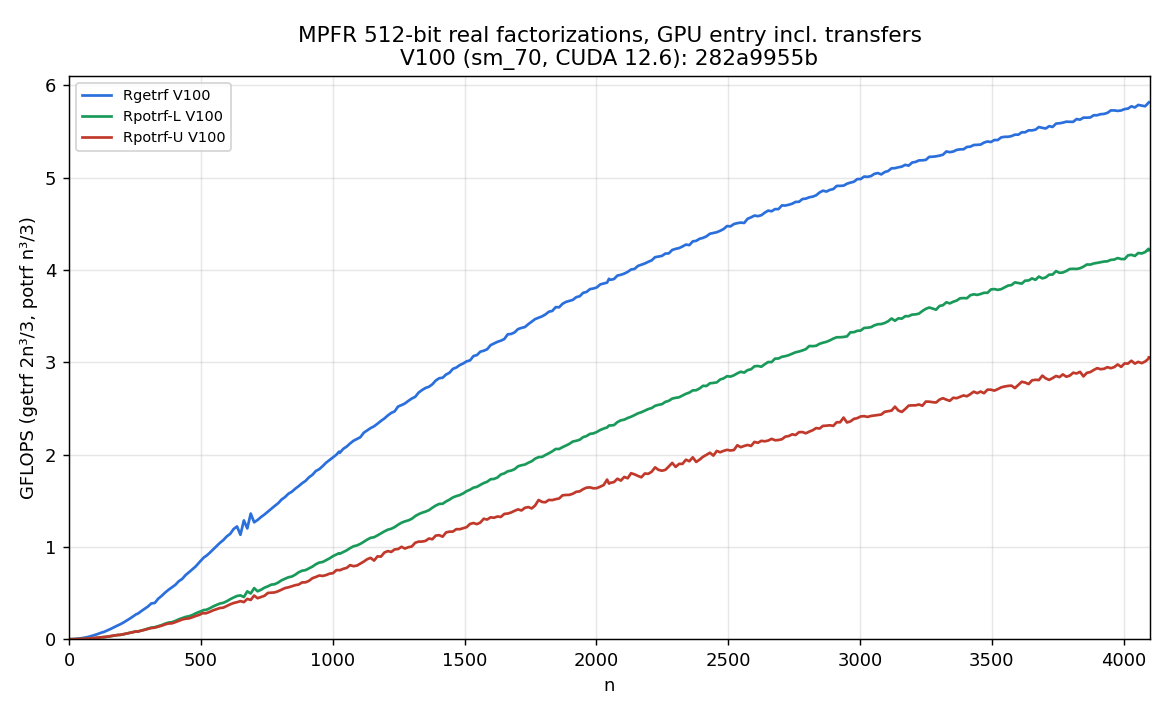 MPFR 512-bit real factorizations, GPU entry incl. transfers
V100 (sm_70, CUDA 12.6): 282a9955b
Rgetrf V100
Rpotrf-L V100
Rpotrf-U V100
GFLOPS (getrf 2n³/3, potrf n³/3)
6
5
4
3
2
1
0
0 500 1000 1500 2000 2500 3000 3500 4000
n